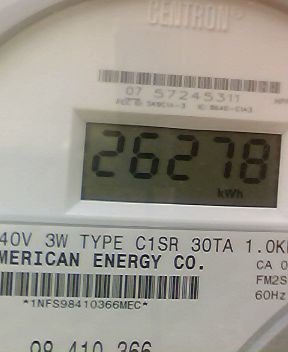 CENTRON®
07 57245311
26278
kWh
40V 3W TYPE C1SR 30TA 1.0K
MERICAN ENERGY CO.
CA 0
FM2S
*1NFS98410366MEC*
60Hz
98 410 366